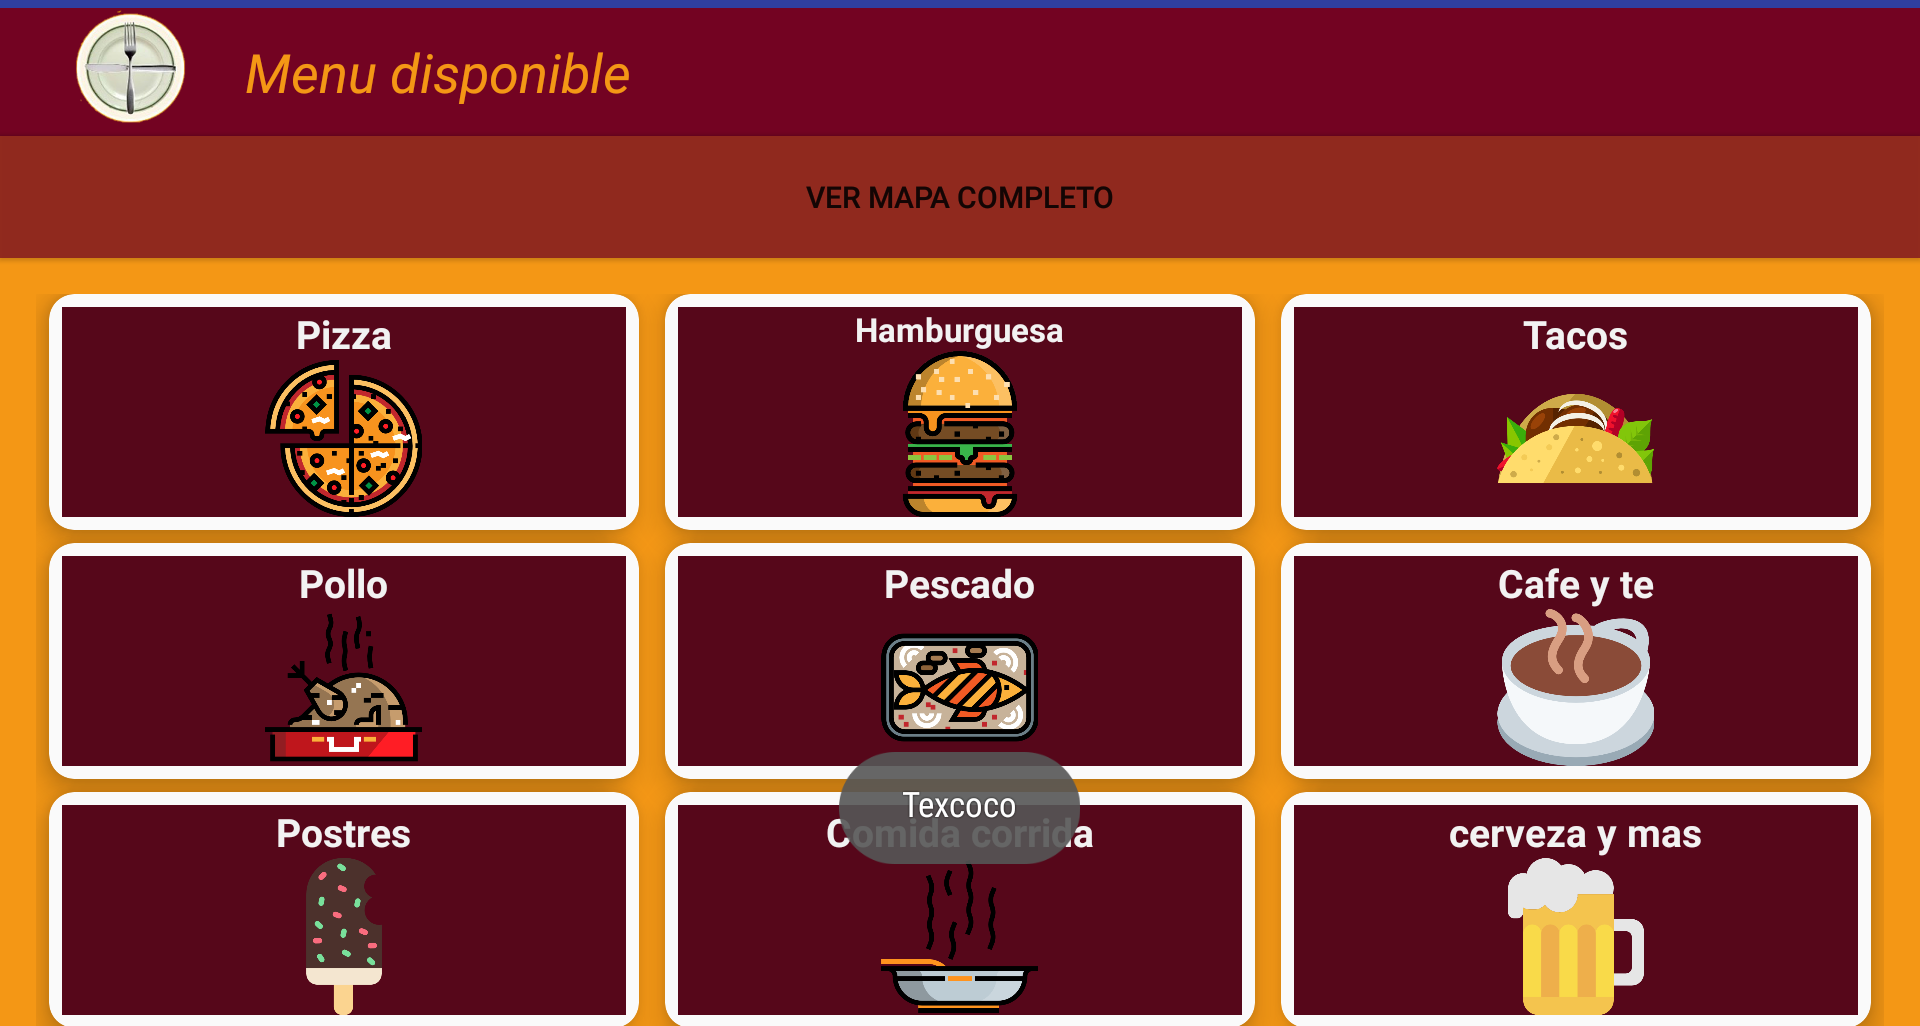 Menu disponible
VER MAPA COMPLETO
Pizza
Hamburguesa
Tacos
Pollo
Pescado
Cafe y te
Texcoco
Postres
Comida corrida
cerveza y mas